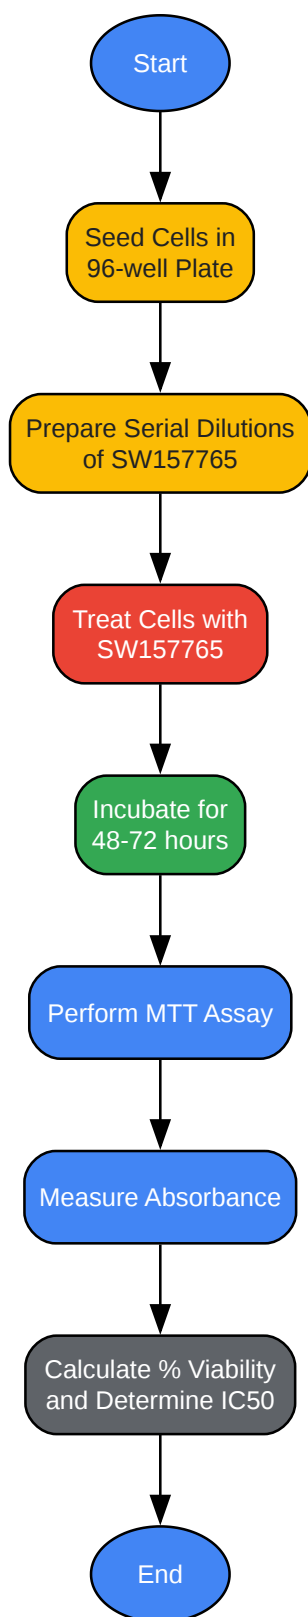 Start
Seed Cells in
96-well Plate
Prepare Serial Dilutions
of SW157765
Treat Cells with
SW157765
Incubate for
48-72 hours
Perform MTT Assay
Measure Absorbance
Calculate % Viability
and Determine IC50
End